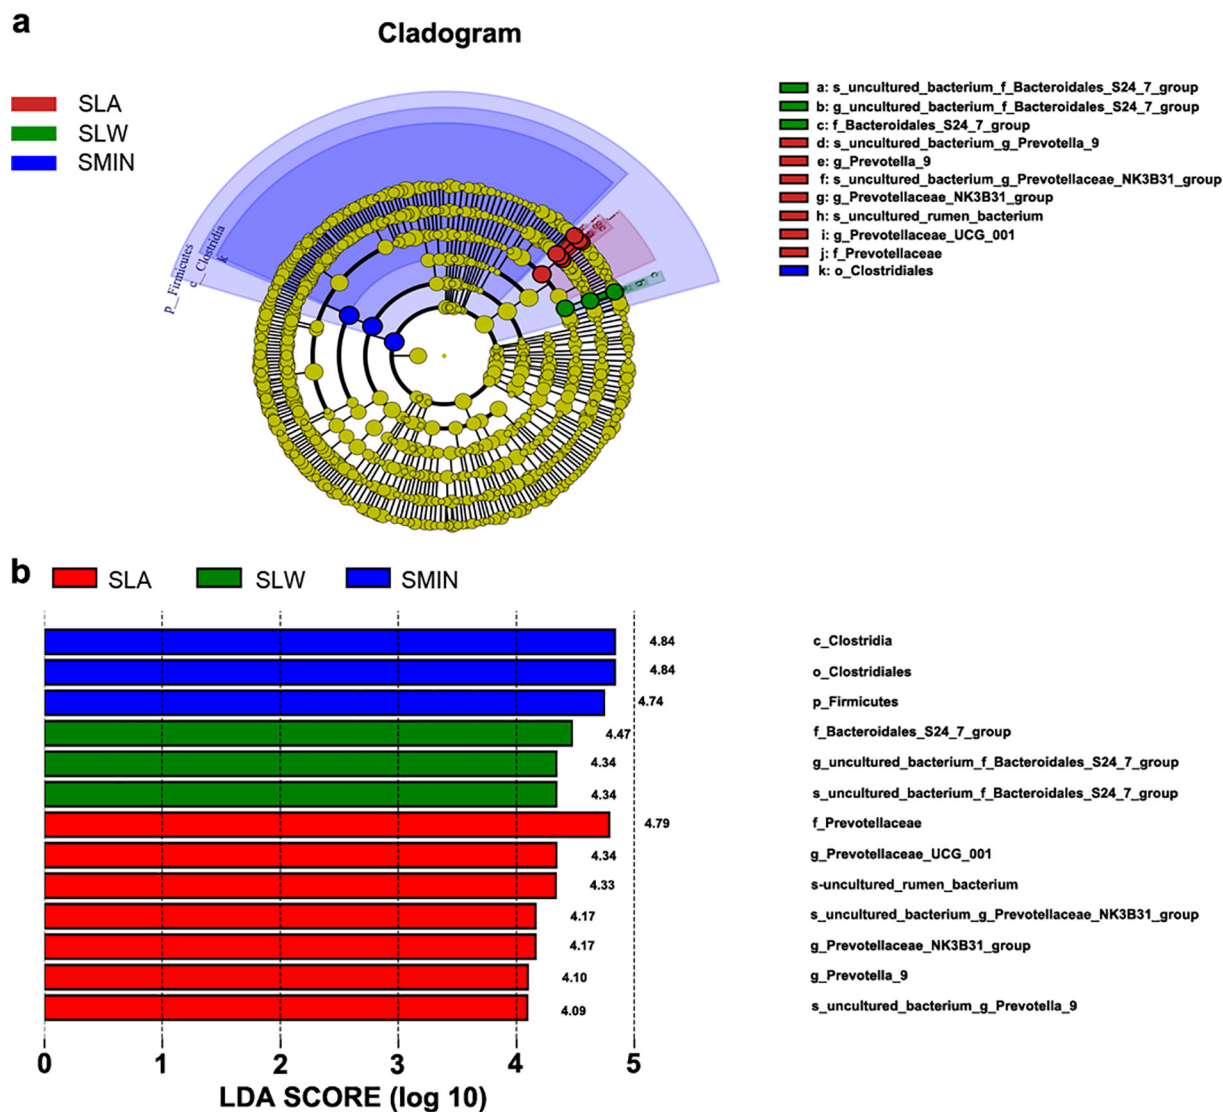 a
Cladogram
SLA
SLW
SMIN
p__Firmicutes
c__Clostridia
k
c
b
a: s_uncultured_bacterium_f_Bacteroidales_S24_7_group
b: g_uncultured_bacterium_f_Bacteroidales_S24_7_group
c: f_Bacteroidales_S24_7_group
d: s_uncultured_bacterium_g_Prevotella_9
e: g_Prevotella_9
f: s_uncultured_bacterium_g_Prevotellaceae_NK3B31_group
g: g_Prevotellaceae_NK3B31_group
h: s_uncultured_rumen_bacterium
i: g_Prevotellaceae_UCG_001
j: f_Prevotellaceae
k: o_Clostridiales
b
SLA SLW SMIN
4.84 c_Clostridia
4.84 o_Clostridiales
4.74 p_Firmicutes
4.47 f_Bacteroidales_S24_7_group
4.34 g_uncultured_bacterium_f_Bacteroidales_S24_7_group
4.34 s_uncultured_bacterium_f_Bacteroidales_S24_7_group
4.79 f_Prevotellaceae
4.34 g_Prevotellaceae_UCG_001
4.33 s-uncultured_rumen_bacterium
4.17 s_uncultured_bacterium_g_Prevotellaceae_NK3B31_group
4.17 g_Prevotellaceae_NK3B31_group
4.10 g_Prevotella_9
4.09 s_uncultured_bacterium_g_Prevotella_9
0 1 2 3 4 5
LDA SCORE (log 10)